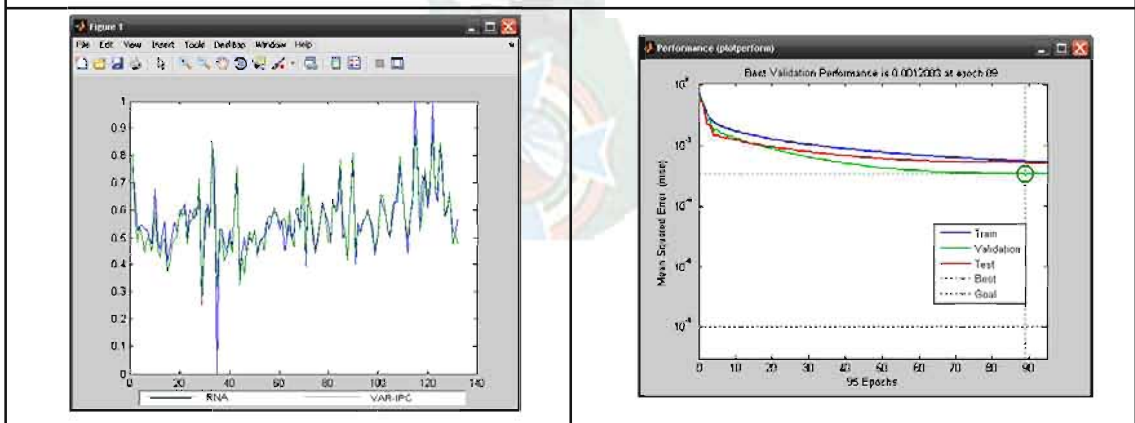 Figure 1
File Edit View Insert Tools Desktop Window Help
1
0.9
0.8
0.7
0.6
0.5
0.4
0.3
0.2
0.1
0
0 20 40 60 80 100 120 140
RNA VAR-IPC
Performance (plotperform)
Best Validation Performance is 0.0012003 at epoch 89
Mean Squared Error (mse)
Train
Validation
Test
Best
Goal
0 10 20 30 40 50 60 70 80 90
95 Epochs